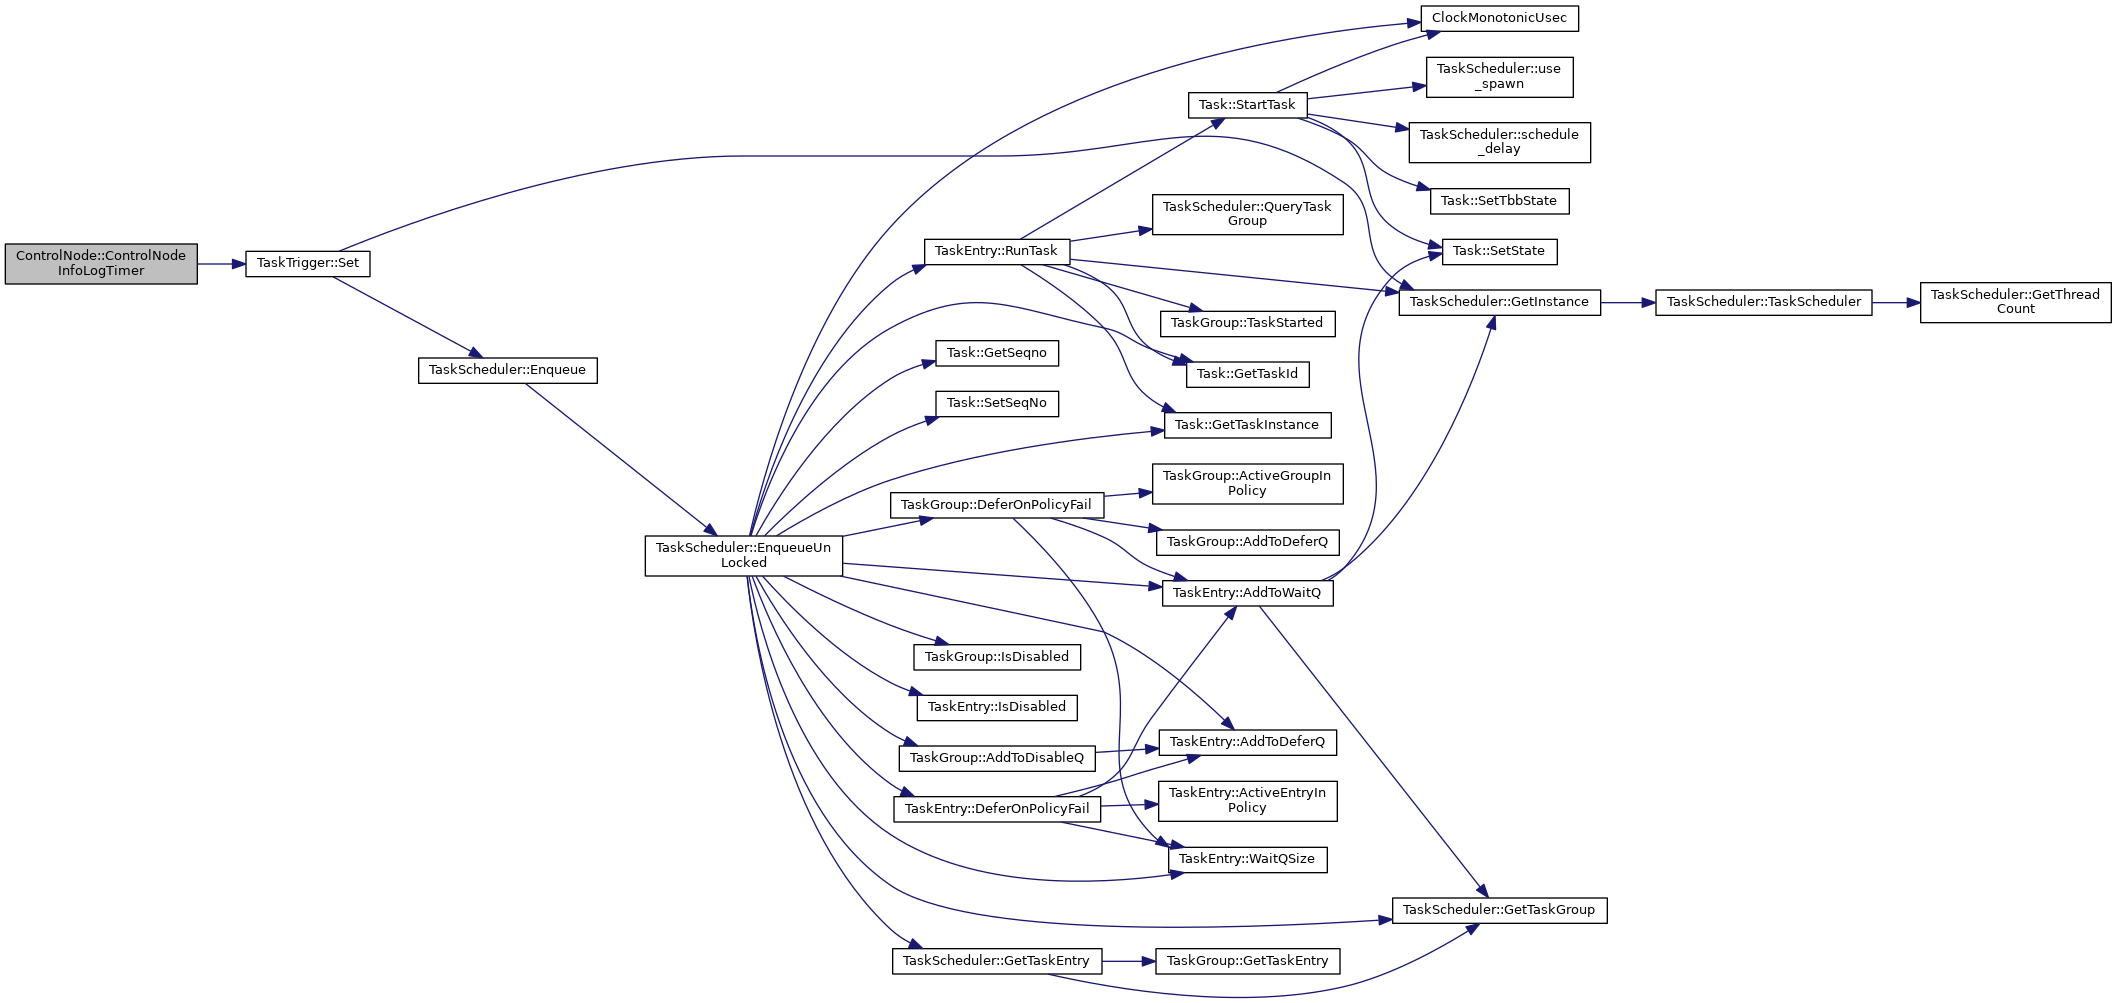 ControlNode::ControlNode
InfoLogTimer
TaskTrigger::Set
TaskScheduler::Enqueue
TaskScheduler::EnqueueUn
Locked
TaskEntry::RunTask
Task::GetSeqno
Task::SetSeqNo
TaskGroup::DeferOnPolicyFail
TaskGroup::IsDisabled
TaskEntry::IsDisabled
TaskGroup::AddToDisableQ
TaskEntry::DeferOnPolicyFail
TaskScheduler::GetTaskEntry
Task::StartTask
TaskScheduler::QueryTask
Group
TaskGroup::TaskStarted
Task::GetTaskId
Task::GetTaskInstance
TaskGroup::ActiveGroupIn
Policy
TaskGroup::AddToDeferQ
TaskEntry::AddToWaitQ
TaskEntry::AddToDeferQ
TaskEntry::ActiveEntryIn
Policy
TaskEntry::WaitQSize
TaskGroup::GetTaskEntry
ClockMonotonicUsec
TaskScheduler::use
_spawn
TaskScheduler::schedule
_delay
Task::SetTbbState
Task::SetState
TaskScheduler::GetInstance
TaskScheduler::GetTaskGroup
TaskScheduler::TaskScheduler
TaskScheduler::GetThread
Count